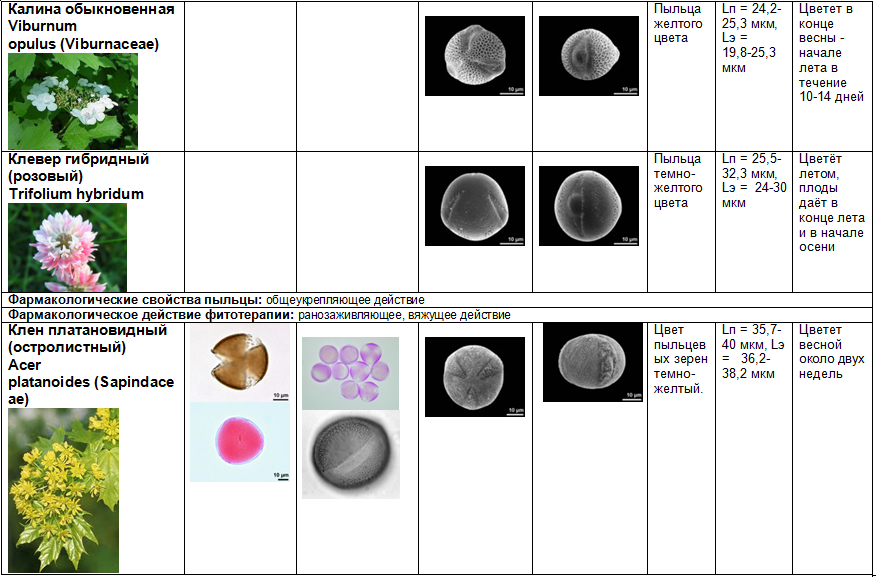 Калина обыкновенная
Viburnum
opulus (Viburnaceae)
10 µm
10 µm
Пыльца
желтого
цвета
Lп = 24,2-
25,3 мкм,
Lэ =
19,8-25,3
мкм
Цветет в
конце
весны -
начале
лета в
течение
10-14 дней
Клевер гибридный
(розовый)
Trifolium hybridum
10 µm
10 µm
Пыльца
темно-
желтого
цвета
Lп = 25,5-
32,3 мкм,
Lэ = 24-30
мкм
Цветёт
летом,
плоды
даёт в
конце лета
и в начале
осени
Фармакологические свойства пыльцы: общеукрепляющее действие
Фармакологическое действие фитотерапии: ранозаживляющее, вяжущее действие
Клен платановидный
(остролистный)
Acer
platanoides (Sapindace
ae)
10 µm
10 µm
10 µm
10 µm
10 µm
Цвет
пыльцев
ых зерен
темно-
желтый.
Lп = 35,7-
40 мкм, Lэ
= 36,2-
38,2 мкм
Цветет
весной
около двух
недель